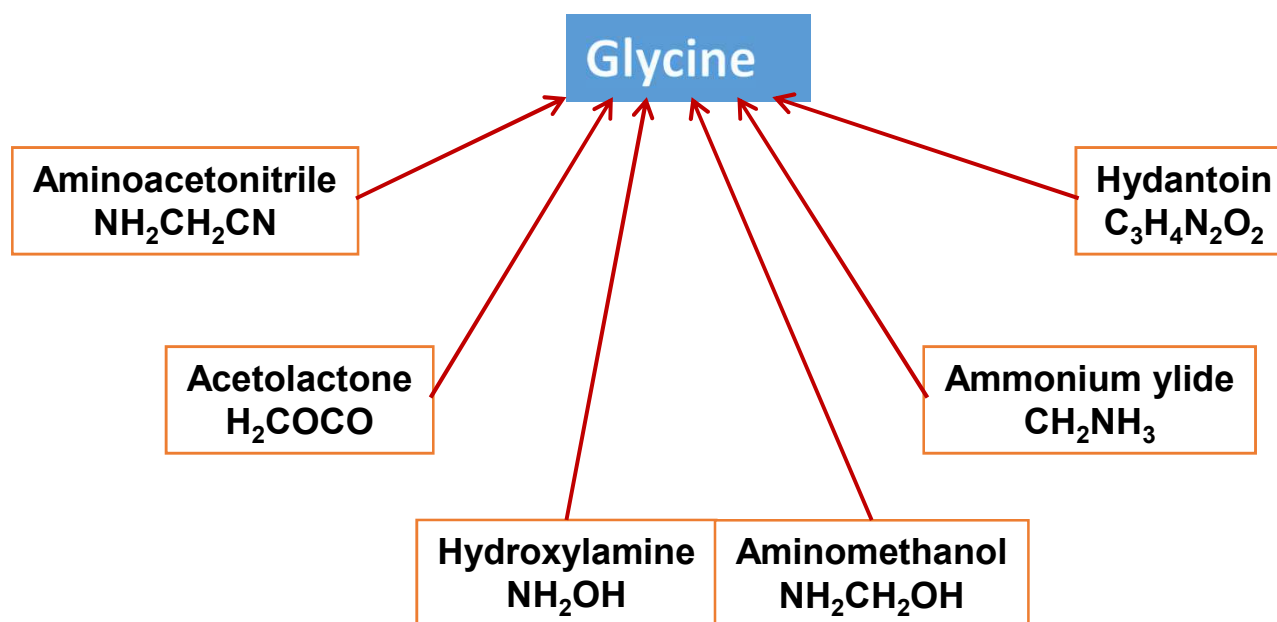 Glycine
Aminoacetonitrile
NH₂CH₂CN
Hydantoin
C₃H₄N₂O₂
Acetolactone
H₂COCO
Ammonium ylide
CH₂NH₃
Hydroxylamine
NH₂OH
Aminomethanol
NH₂CH₂OH